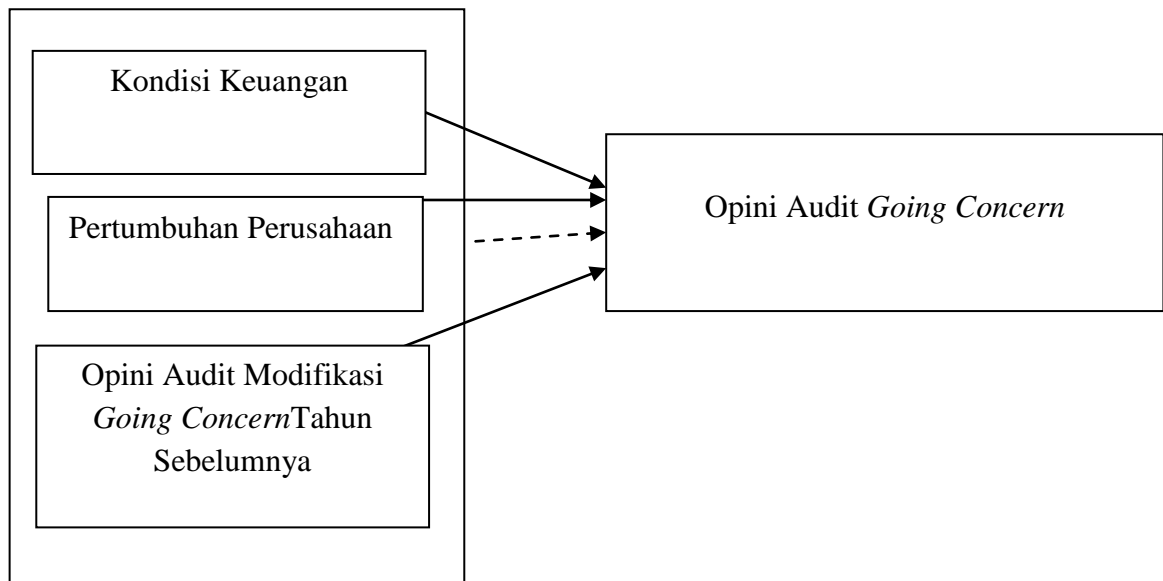 Kondisi Keuangan
Pertumbuhan Perusahaan
Opini Audit Modifikasi
Going ConcernTahun
Sebelumnya
Opini Audit Going Concern